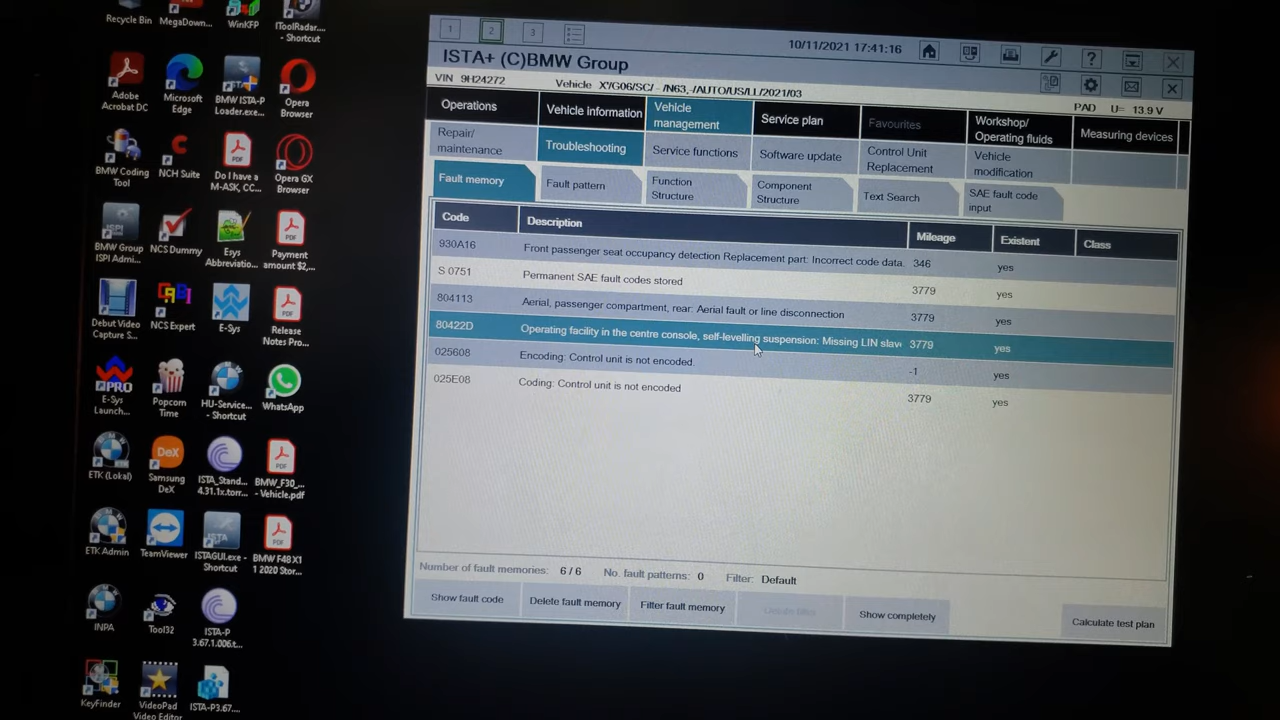 Recycle Bin
MegaDown...
WinKFP
IToolRadar....
- Shortcut
Adobe
Acrobat DC
Microsoft
Edge
BMW ISTA-P
Loader.exe...
Opera
Browser
BMW Coding
Tool
NCH Suite
Do I have a
M-ASK, CC...
Opera GX
Browser
BMW Group
ISPI Admi...
NCS Dummy
Esys
Abbreviatio...
Payment
amount $2,...
Debut Video
Capture S...
NCS Expert
E-Sys
Release
Notes Pro...
E-Sys
Launch...
Popcorn
Time
HU-Service...
- Shortcut
WhatsApp
ETK (Lokal)
Samsung
DeX
ISTA_Stand...
4.31.1x.torr...
BMW_F30_...
- Vehicle.pdf
ETK Admin
TeamViewer
ISTAGUI.exe -
Shortcut
BMW F48 X1
1 2020 Stor...
INPA
Tool32
ISTA-P
3.67.1.006.t...
KeyFinder
VideoPad
Video Editor
ISTA-P3.67....
1
2
3
10/11/2021 17:41:16
ISTA+ (C)BMW Group
VIN 9H24272
Vehicle X'/G06/SC/ - /N63, -/AUTO/US/LL/2021/03
PAD U= 13.9 V
Operations
Vehicle information
Vehicle
management
Service plan
Favourites
Workshop/
Operating fluids
Measuring devices
Repair/
maintenance
Troubleshooting
Service functions
Software update
Control Unit
Replacement
Vehicle
modification
Fault memory
Fault pattern
Function
Structure
Component
Structure
Text Search
SAE fault code
input
Code Description Mileage Existent Class
930A16 Front passenger seat occupancy detection Replacement part: Incorrect code data. 346 yes
S 0751 Permanent SAE fault codes stored 3779 yes
804113 Aerial, passenger compartment, rear: Aerial fault or line disconnection 3779 yes
80422D Operating facility in the centre console, self-levelling suspension: Missing LIN slav 3779 yes
025608 Encoding: Control unit is not encoded. -1 yes
025E08 Coding: Control unit is not encoded 3779 yes
Number of fault memories: 6 / 6 No. fault patterns: 0 Filter: Default
Show fault code
Delete fault memory
Filter fault memory
Show completely
Calculate test plan